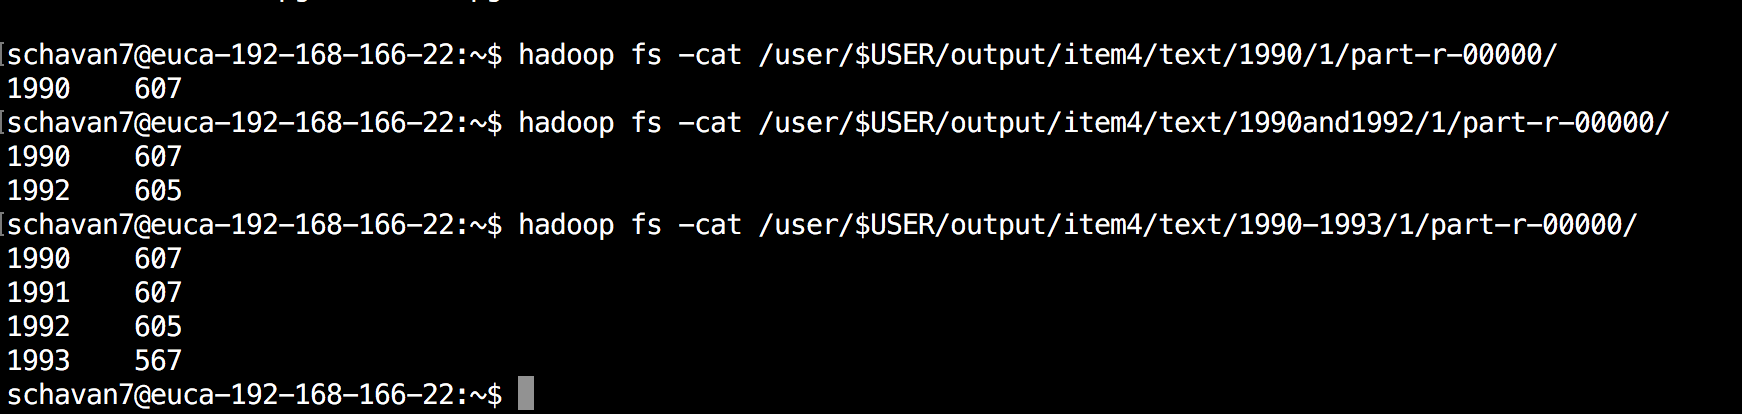 [schavan7@euca-192-168-166-22:~$ hadoop fs -cat /user/$USER/output/item4/text/1990/1/part-r-00000/
1990    607
[schavan7@euca-192-168-166-22:~$ hadoop fs -cat /user/$USER/output/item4/text/1990and1992/1/part-r-00000/
1990    607
1992    605
[schavan7@euca-192-168-166-22:~$ hadoop fs -cat /user/$USER/output/item4/text/1990-1993/1/part-r-00000/
1990    607
1991    607
1992    605
1993    567
schavan7@euca-192-168-166-22:~$